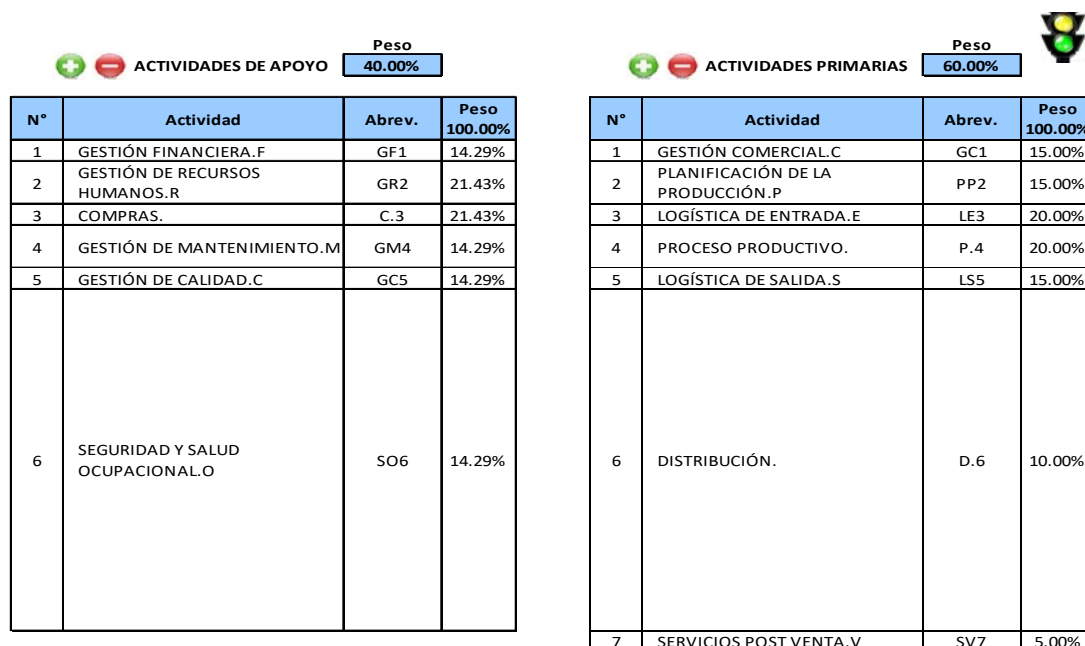 Peso
ACTIVIDADES DE APOYO 40.00%
N° Actividad Abrev. Peso 100.00%
1 GESTIÓN FINANCIERA.F GF1 14.29%
2 GESTIÓN DE RECURSOS HUMANOS.R GR2 21.43%
3 COMPRAS. C.3 21.43%
4 GESTIÓN DE MANTENIMIENTO.M GM4 14.29%
5 GESTIÓN DE CALIDAD.C GC5 14.29%
6 SEGURIDAD Y SALUD OCUPACIONAL.O SO6 14.29%
Peso
ACTIVIDADES PRIMARIAS 60.00%
N° Actividad Abrev. Peso 100.00%
1 GESTIÓN COMERCIAL.C GC1 15.00%
2 PLANIFICACIÓN DE LA PRODUCCIÓN.P PP2 15.00%
3 LOGÍSTICA DE ENTRADA.E LE3 20.00%
4 PROCESO PRODUCTIVO. P.4 20.00%
5 LOGÍSTICA DE SALIDA.S LS5 15.00%
6 DISTRIBUCIÓN. D.6 10.00%
7 SERVICIOS POST VENTA.V SV7 5.00%